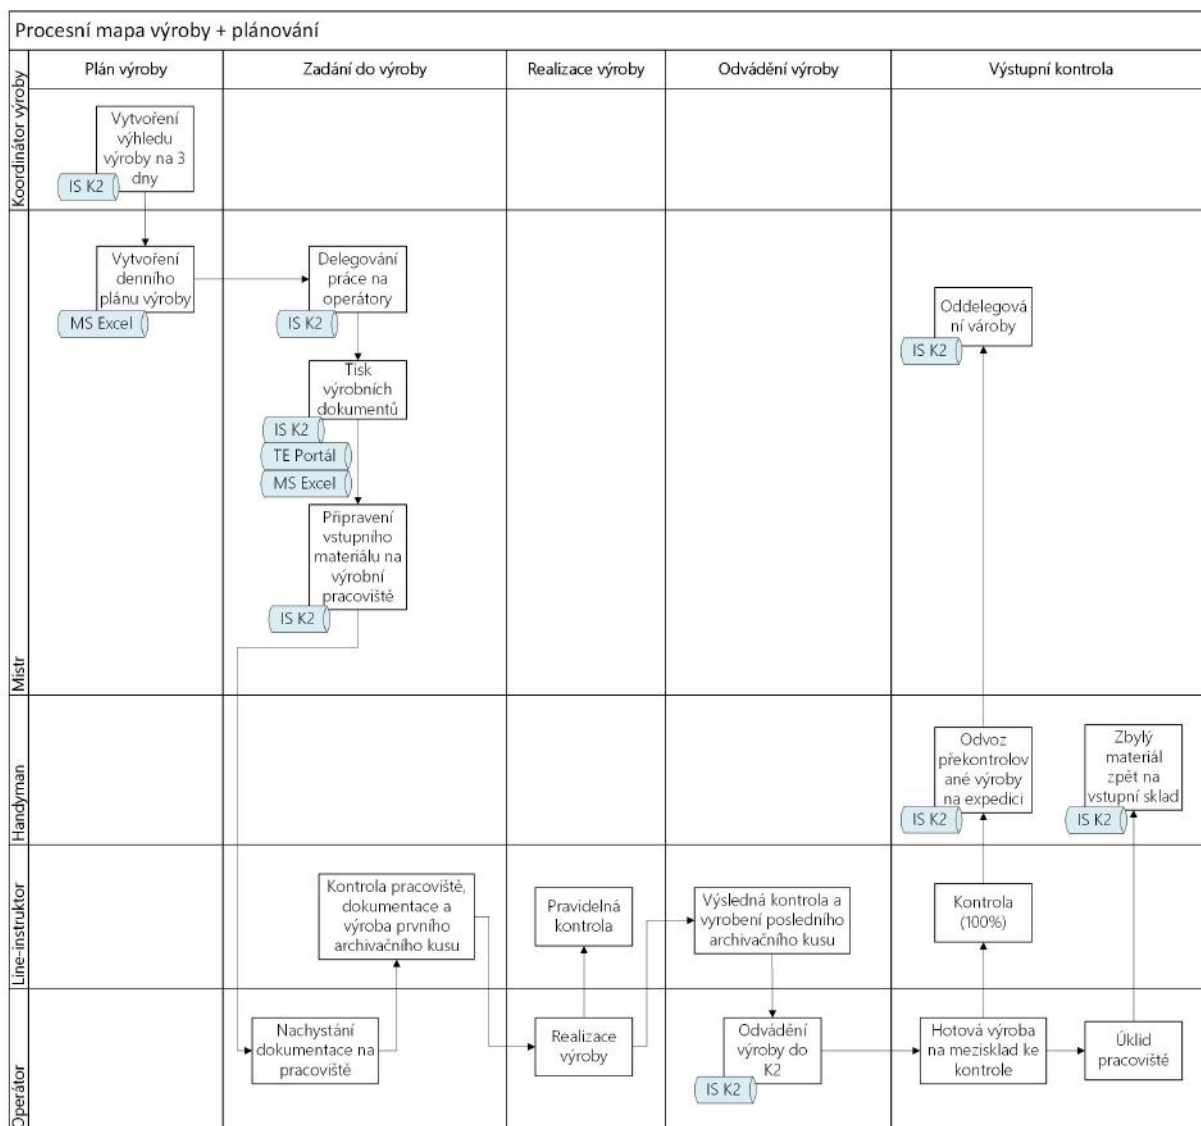 Procesní mapa výroby + plánování
Plán výroby
Zadání do výroby
Realizace výroby
Odvádění výroby
Výstupní kontrola
Koordinátor výroby
Vytvoření
výhledu
výroby na 3
dny
IS K2
Mistr
Vytvoření
denního
plánu výroby
MS Excel
Delegování
práce na
operátory
IS K2
Tisk
výrobních
dokumentů
IS K2
TE Portál
MS Excel
Připravení
vstupního
materiálu na
výrobní
pracoviště
IS K2
Oddelegová
ní vároby
IS K2
Handyman
Odvoz
překontrolov
ané výroby
na expedici
IS K2
Zbylý
materiál
zpět na
vstupní sklad
IS K2
Line-instruktor
Kontrola pracoviště,
dokumentace a
výroba prvního
archivačního kusu
Pravidelná
kontrola
Výsledná kontrola a
vyrobení posledního
archivačního kusu
Kontrola
(100%)
Operátor
Nachystání
dokumentace na
pracoviště
Realizace
výroby
Odvádění
výroby do
K2
IS K2
Hotová výroba
na mezisklad ke
kontrole
Úklid
pracoviště